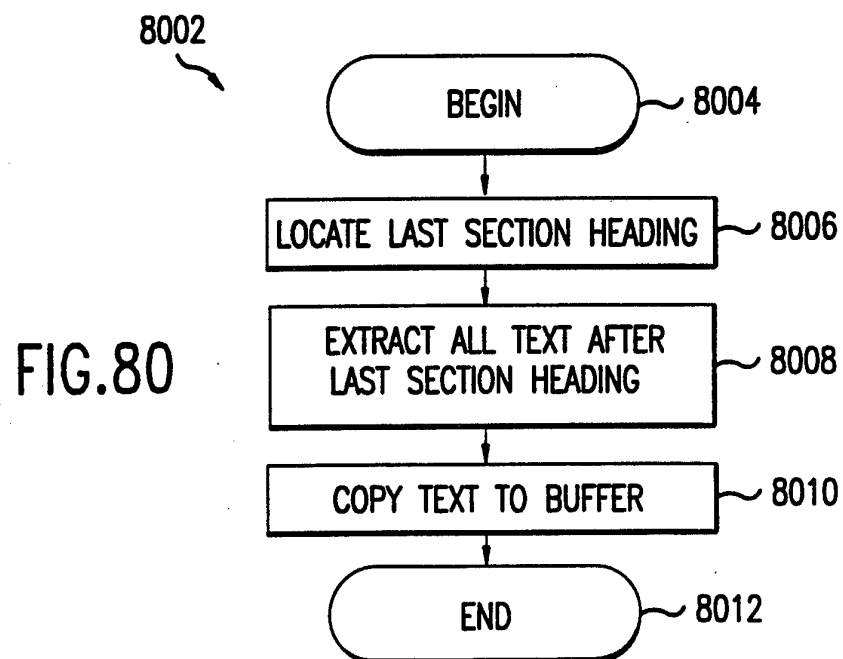 8002
BEGIN 8004
LOCATE LAST SECTION HEADING 8006
EXTRACT ALL TEXT AFTER
LAST SECTION HEADING 8008
FIG.80
COPY TEXT TO BUFFER 8010
END 8012